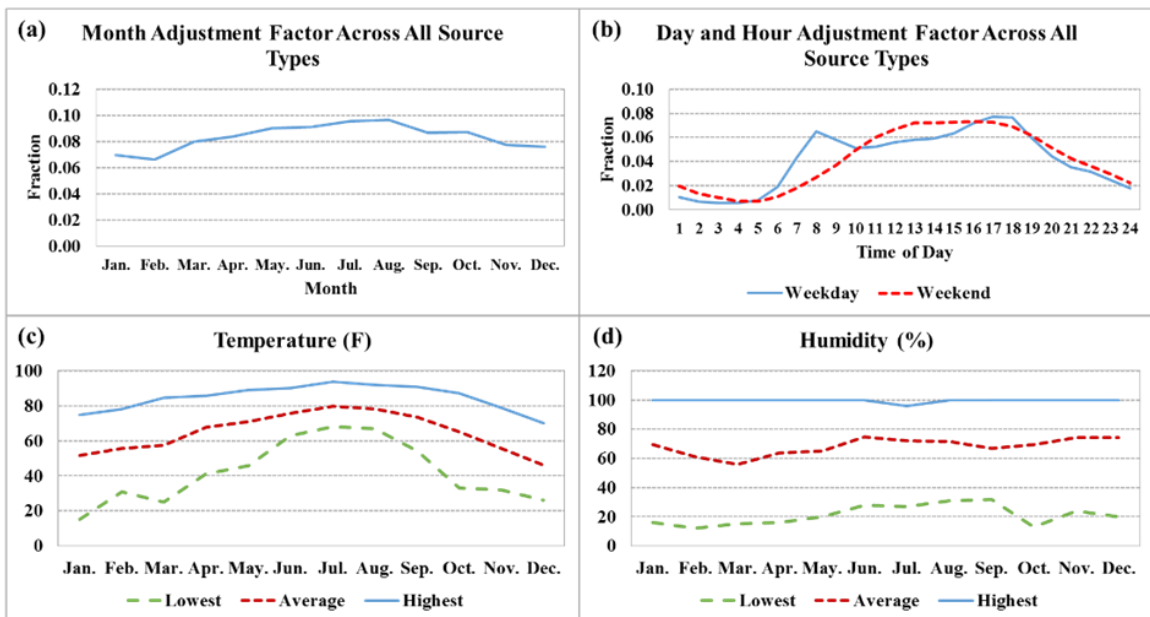 (a)
Month Adjustment Factor Across All Source
Types
0.12
0.10
0.08
0.06
0.04
0.02
0.00
Fraction
Jan. Feb. Mar. Apr. May. Jun. Jul. Aug. Sep. Oct. Nov. Dec.
Month
(b)
Day and Hour Adjustment Factor Across All
Source Types
0.10
0.08
0.06
0.04
0.02
0.00
Fraction
1 2 3 4 5 6 7 8 9 10 11 12 13 14 15 16 17 18 19 20 21 22 23 24
Time of Day
Weekday Weekend
(c)
Temperature (F)
100
80
60
40
20
0
Jan. Feb. Mar. Apr. May. Jun. Jul. Aug. Sep. Oct. Nov. Dec.
Lowest Average Highest
(d)
Humidity (%)
120
100
80
60
40
20
0
Jan. Feb. Mar. Apr. May. Jun. Jul. Aug. Sep. Oct. Nov. Dec.
Lowest Average Highest